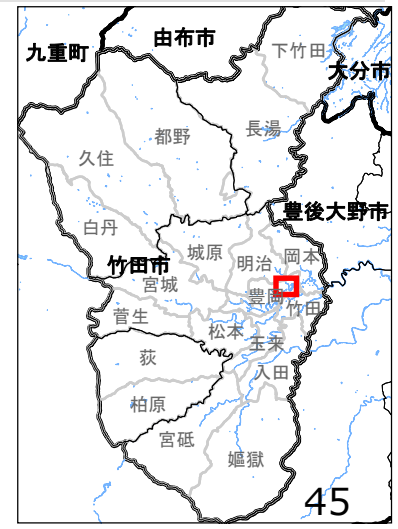 由布市
九重町
下竹田
大分市
都野
長湯
久住
豊後大野市
白丹
城原
岡本
明治
竹田市
宮城
豊岡
竹田
菅生
松本
玉来
荻
入田
柏原
宮砥
嫗獄
45